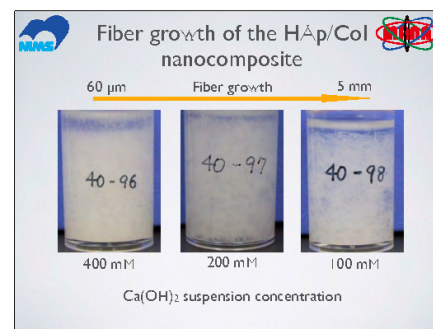 NIMS
Fiber growth of the HAp/Col
nanocomposite
60 µm Fiber growth 5 mm
40-96 40-97 40-98
400 mM 200 mM 100 mM
Ca(OH)₂ suspension concentration